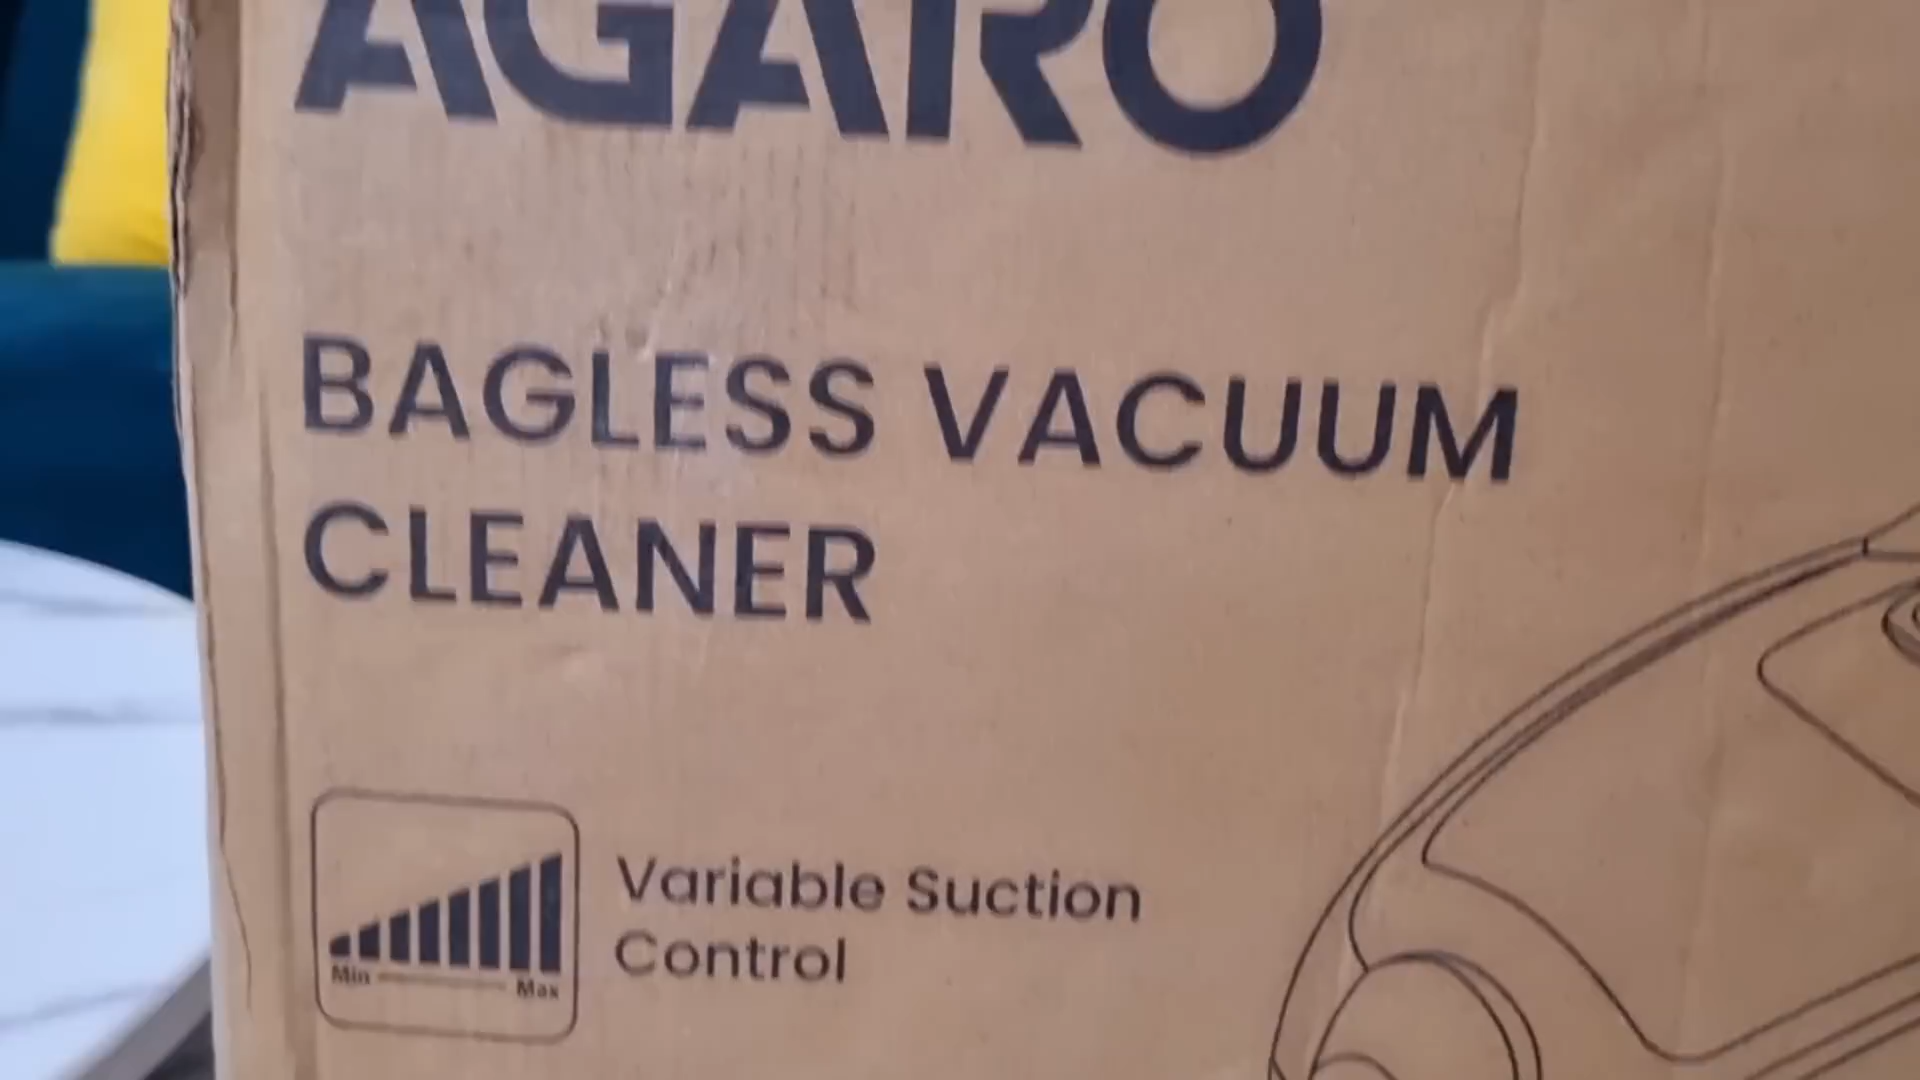 AGARO
BAGLESS VACUUM
CLEANER
Variable Suction
Control
Min
Max